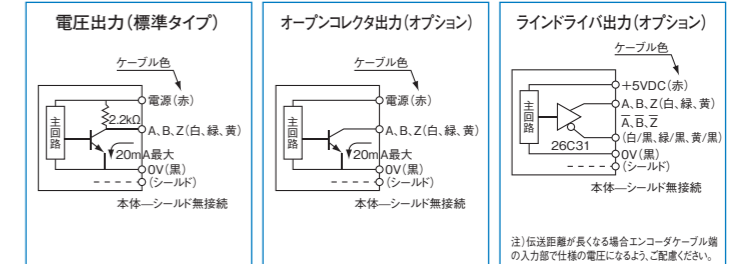 電圧出力(標準タイプ)
ケーブル色
主回路
2.2kΩ
電源(赤)
A、B、Z(白、緑、黄)
20mA最大
0V(黒)
(シールド)
本体―シールド無接続
オープンコレクタ出力(オプション)
ケーブル色
主回路
電源(赤)
A、B、Z(白、緑、黄)
20mA最大
0V(黒)
(シールド)
本体―シールド無接続
ラインドライバ出力(オプション)
ケーブル色
主回路
26C31
+5VDC(赤)
A、B、Z(白、緑、黄)
A̅、B̅、Z̅
(白/黒、緑/黒、黄/黒)
0V(黒)
(シールド)
本体―シールド無接続
注)伝送距離が長くなる場合エンコーダケーブル端
の入力部で仕様の電圧になるよう、ご配慮ください。